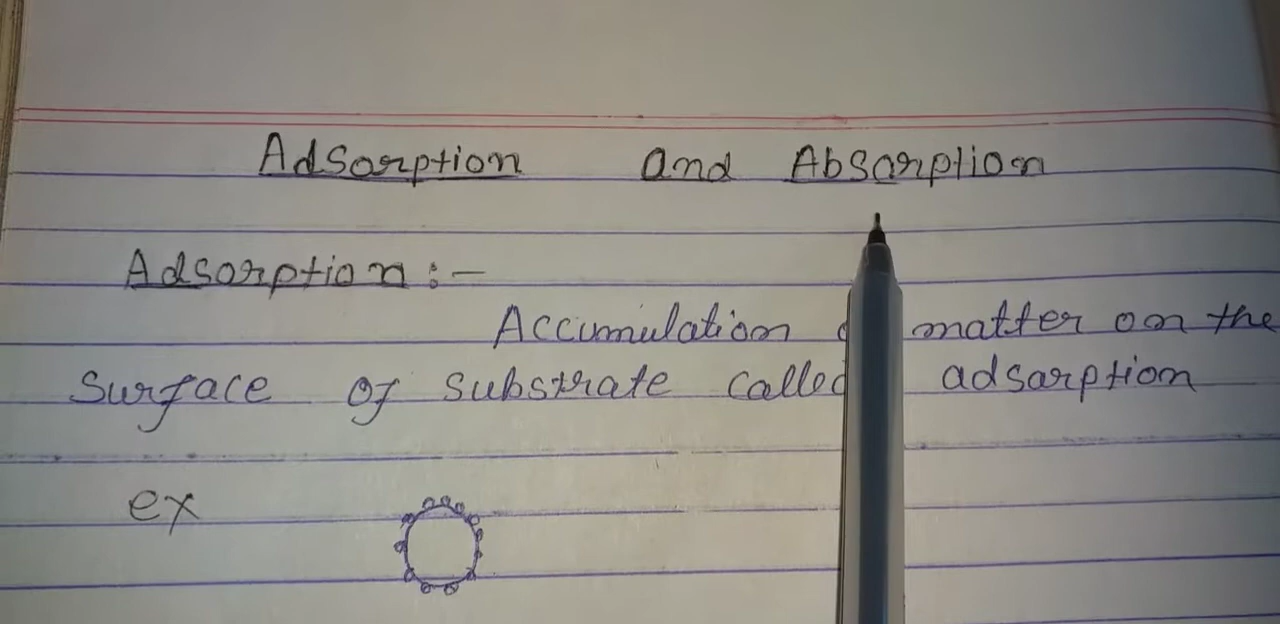 Adsorption and Absorption
Adsorption :-
Accumulation matter on the
Surface of substrate called adsarption
ex